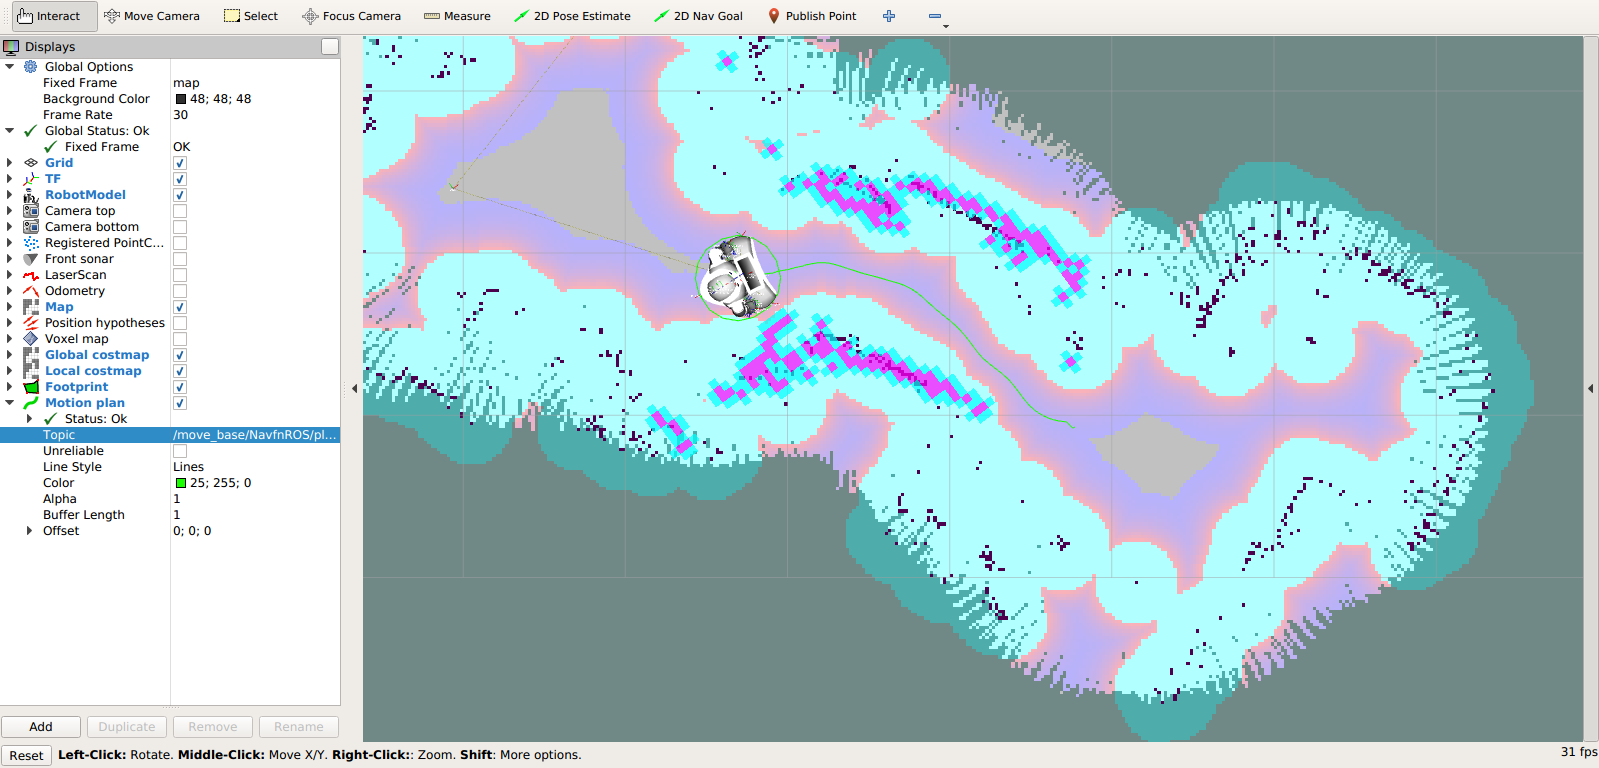 Interact Move Camera Select Focus Camera Measure 2D Pose Estimate 2D Nav Goal Publish Point
Displays
Global Options
Fixed Frame map
Background Color 48; 48; 48
Frame Rate 30
Global Status: Ok
Fixed Frame OK
Grid
TF
RobotModel
Camera top
Camera bottom
Registered PointC...
Front sonar
LaserScan
Odometry
Map
Position hypotheses
Voxel map
Global costmap
Local costmap
Footprint
Motion plan
Status: Ok
Topic /move_base/NavfnROS/pl...
Unreliable
Line Style Lines
Color 25; 255; 0
Alpha 1
Buffer Length 1
Offset 0; 0; 0
Add Duplicate Remove Rename
Reset Left-Click: Rotate. Middle-Click: Move X/Y. Right-Click:: Zoom. Shift: More options. 31 fps